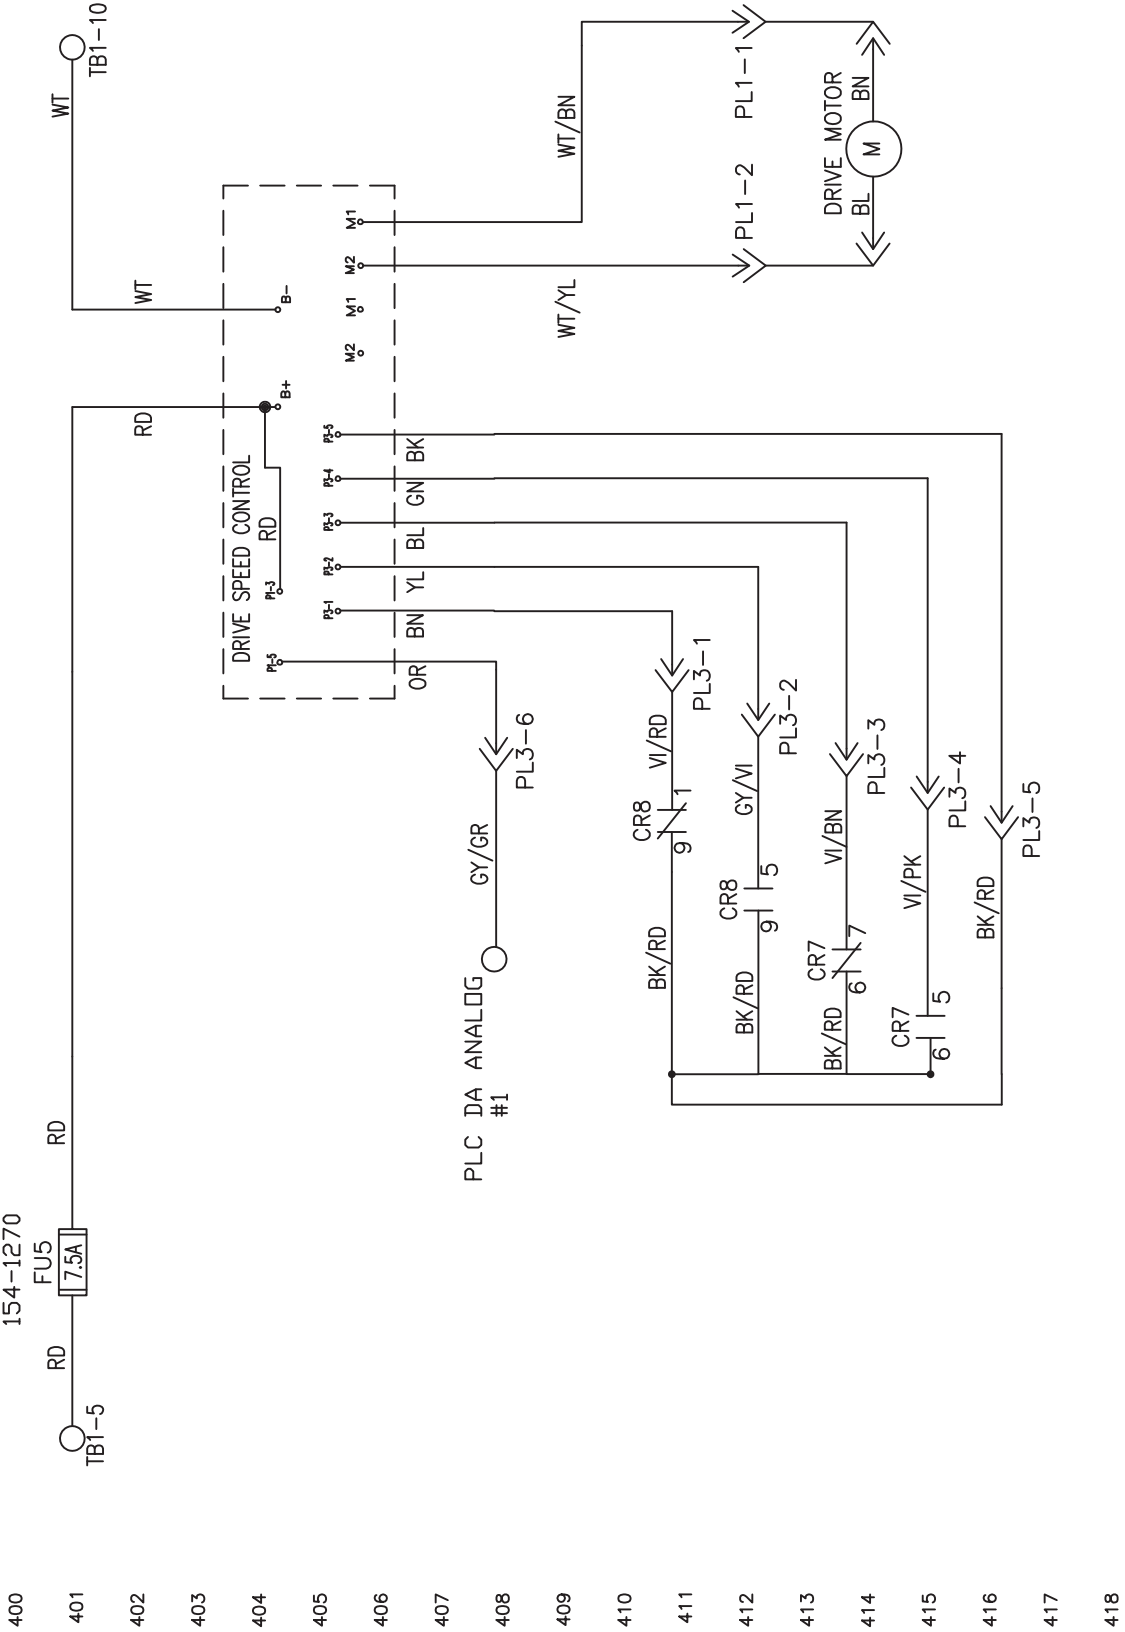 400
401
402
403
404
405
406
407
408
409
410
411
412
413
414
415
416
417
418
154-1270
FU5
7.5A
TB1-5
RD
RD
RD
WT
WT
TB1-10
DRIVE SPEED CONTROL
RD
B+
B-
P1-3
P1-5
P3-1
P3-2
P3-3
P3-4
P3-5
M2
M1
M2
M1
OR
BN
YL
BL
GN
BK
PLC DA ANALOG
#1
GY/GR
PL3-6
WT/YL
WT/BN
BK/RD
CR8
9
1
VI/RD
PL3-1
BK/RD
CR8
9
5
GY/VI
PL3-2
BK/RD
CR7
6
7
VI/BN
PL3-3
CR7
6
5
VI/PK
PL3-4
BK/RD
PL3-5
PL1-2
PL1-1
DRIVE MOTOR
BL
M
BN